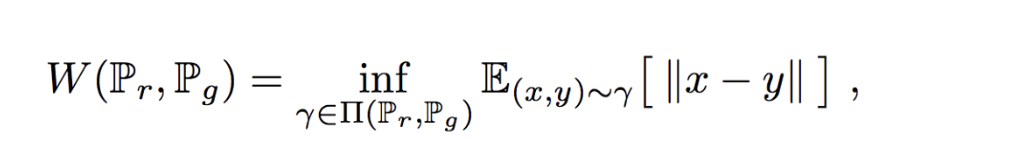 W(ℙ_r, ℙ_g) = inf_{γ∈Π(ℙ_r,ℙ_g)} 𝔼_{(x,y)∼γ}[ ‖x − y‖ ] ,